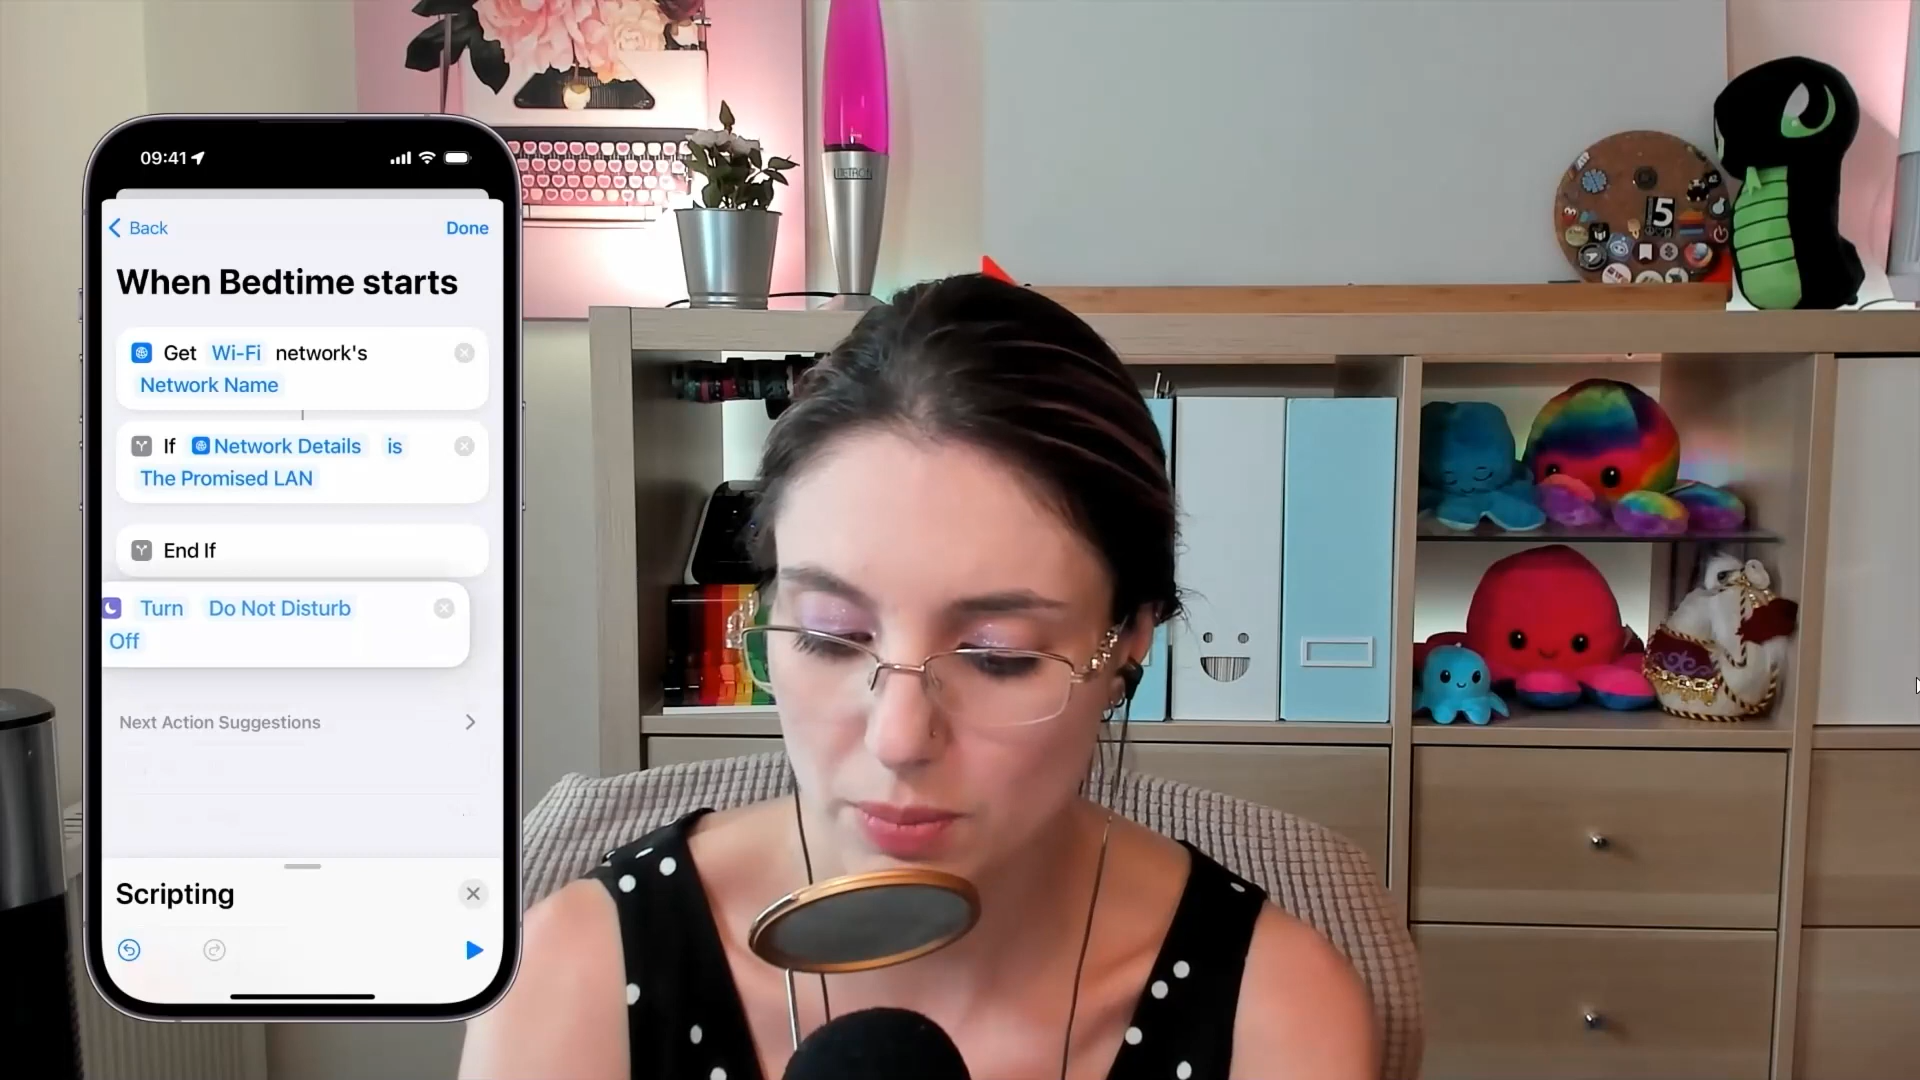 09:41
Back
Done
When Bedtime starts
Get Wi-Fi network's
Network Name
If Network Details is
The Promised LAN
End If
Turn Do Not Disturb
Off
Next Action Suggestions
Scripting
DETRON
5